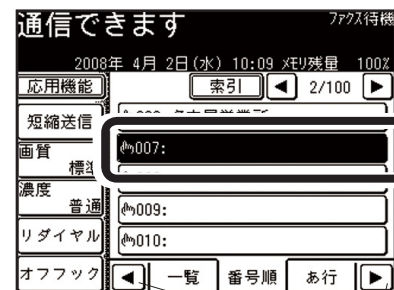 通信できます
ファクス待機
2008年 4月 2日(水) 10:09 メモリ残量 100%
応用機能
索引
2/100
短縮送信
007:
画質
標準
濃度
普通
009:
リダイヤル
010:
オフフック
一覧
番号順
あ行